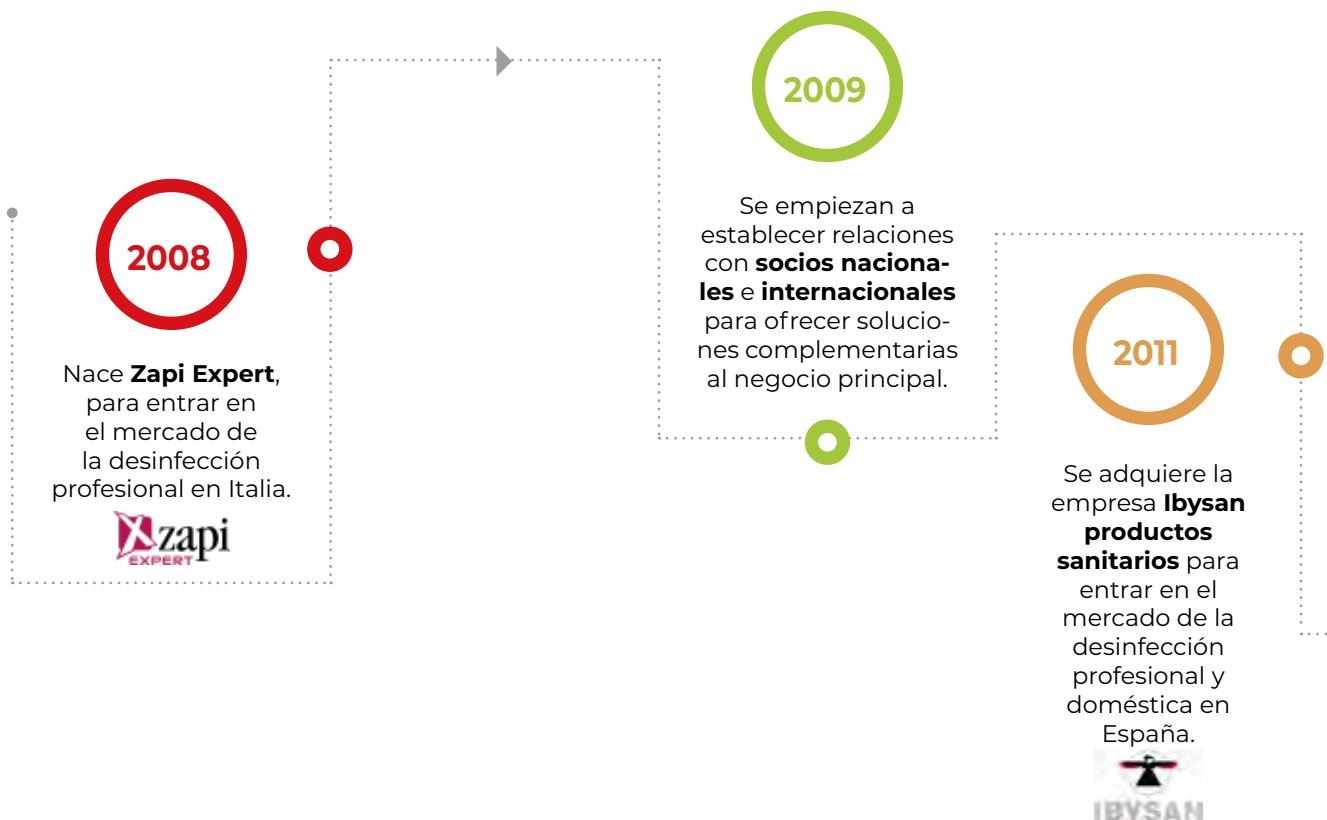 2008
Nace Zapi Expert,
para entrar en
el mercado de
la desinfección
profesional en Italia.
zapi
EXPERT
2009
Se empiezan a
establecer relaciones
con socios naciona-
les e internacionales
para ofrecer solucio-
nes complementarias
al negocio principal.
2011
Se adquiere la
empresa Ibysan
productos
sanitarios para
entrar en el
mercado de la
desinfección
profesional y
doméstica en
España.
IBYSAN